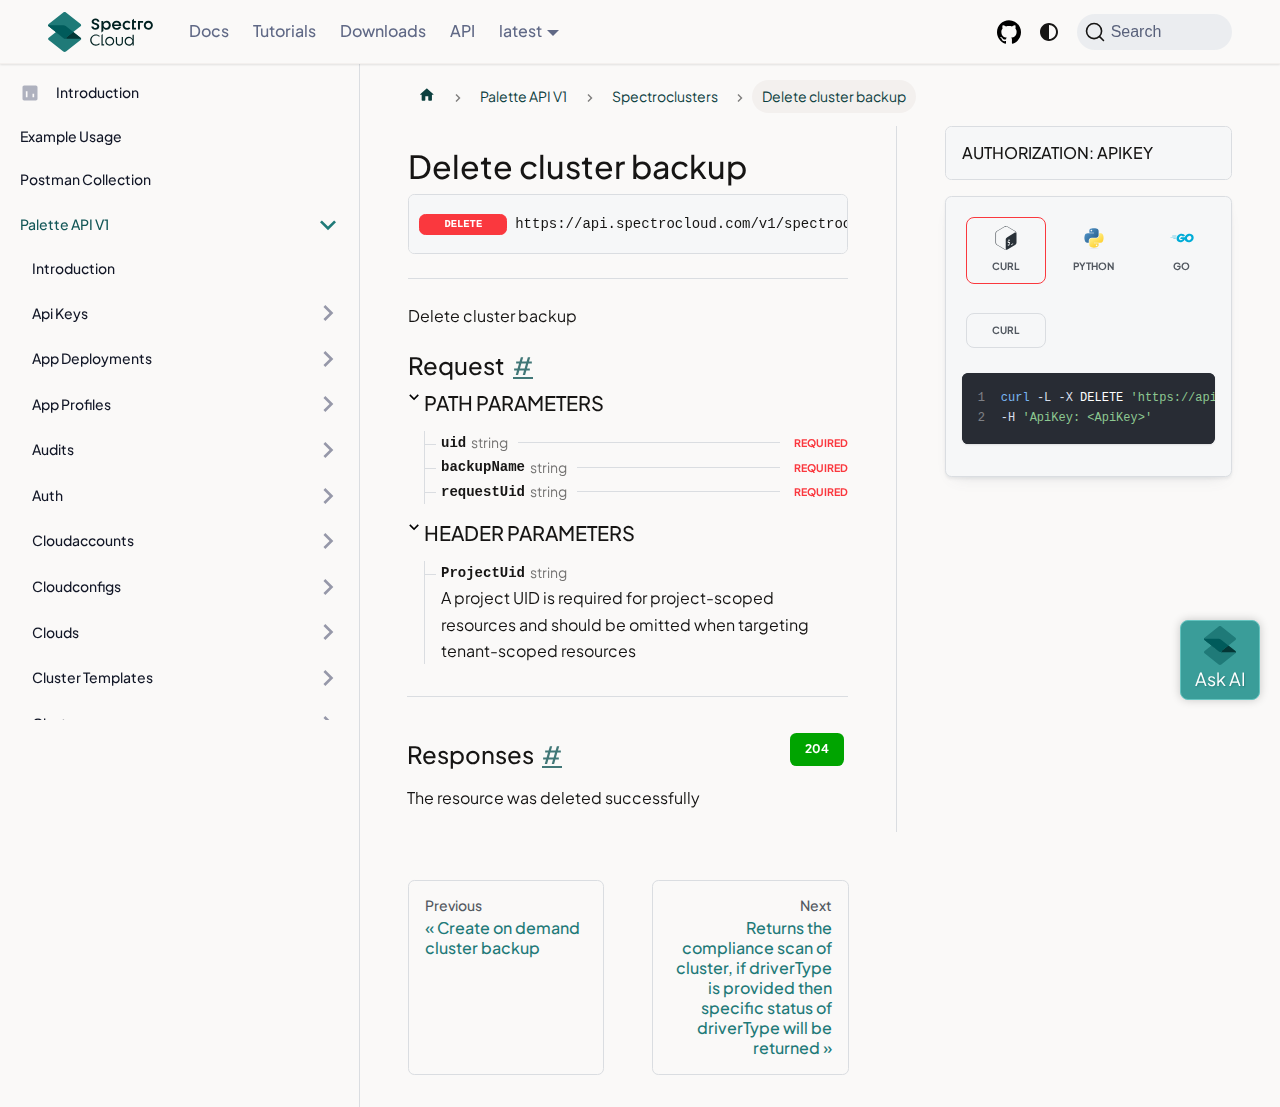 Spectro
Cloud
Docs
Tutorials
Downloads
API
latest
Search
Introduction
Example Usage
Postman Collection
Palette API V1
Introduction
Api Keys
App Deployments
App Profiles
Audits
Auth
Cloudaccounts
Cloudconfigs
Clouds
Cluster Templates
Palette API V1
Spectroclusters
Delete cluster backup
Delete cluster backup
DELETE https://api.spectrocloud.com/v1/spectroc
Delete cluster backup
Request #
PATH PARAMETERS
uid string REQUIRED
backupName string REQUIRED
requestUid string REQUIRED
HEADER PARAMETERS
ProjectUid string
A project UID is required for project-scoped
resources and should be omitted when targeting
tenant-scoped resources
Responses #
204
The resource was deleted successfully
Previous
« Create on demand
cluster backup
Next
Returns the
compliance scan of
cluster, if driverType
is provided then
specific status of
driverType will be
returned »
AUTHORIZATION: APIKEY
CURL
PYTHON
GO
CURL
1 curl -L -X DELETE 'https://api
2 -H 'ApiKey: <ApiKey>'
Ask AI